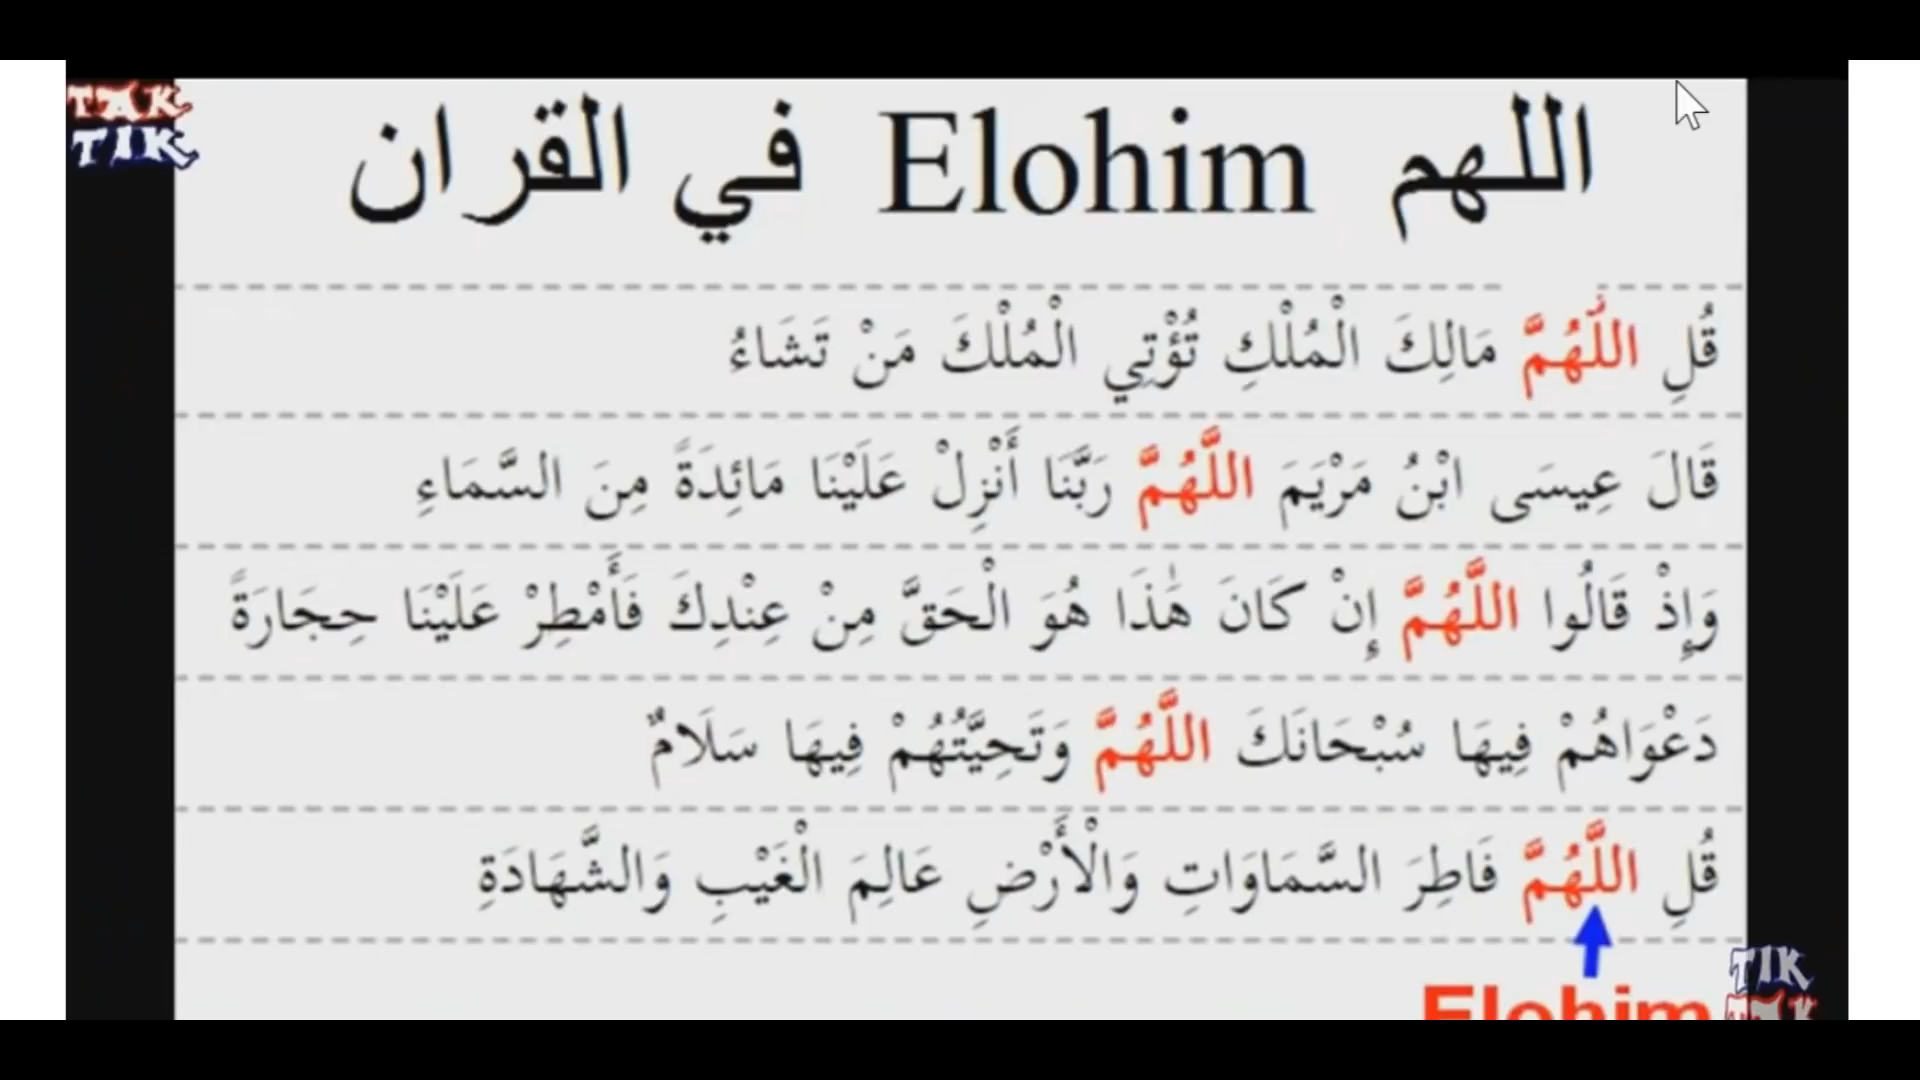 TAK
TIK
اللهم Elohim في القران
قُلِ اللَّهُمَّ مَالِكَ الْمُلْكِ تُؤْتِي الْمُلْكَ مَنْ تَشَاءُ
قَالَ عِيسَى ابْنُ مَرْيَمَ اللَّهُمَّ رَبَّنَا أَنْزِلْ عَلَيْنَا مَائِدَةً مِنَ السَّمَاءِ
وَإِذْ قَالُوا اللَّهُمَّ إِنْ كَانَ هَٰذَا هُوَ الْحَقَّ مِنْ عِنْدِكَ فَأَمْطِرْ عَلَيْنَا حِجَارَةً
دَعْوَاهُمْ فِيهَا سُبْحَانَكَ اللَّهُمَّ وَتَحِيَّتُهُمْ فِيهَا سَلَامٌ
قُلِ اللَّهُمَّ فَاطِرَ السَّمَاوَاتِ وَالْأَرْضِ عَالِمَ الْغَيْبِ وَالشَّهَادَةِ
Elohim
TIK
TAK